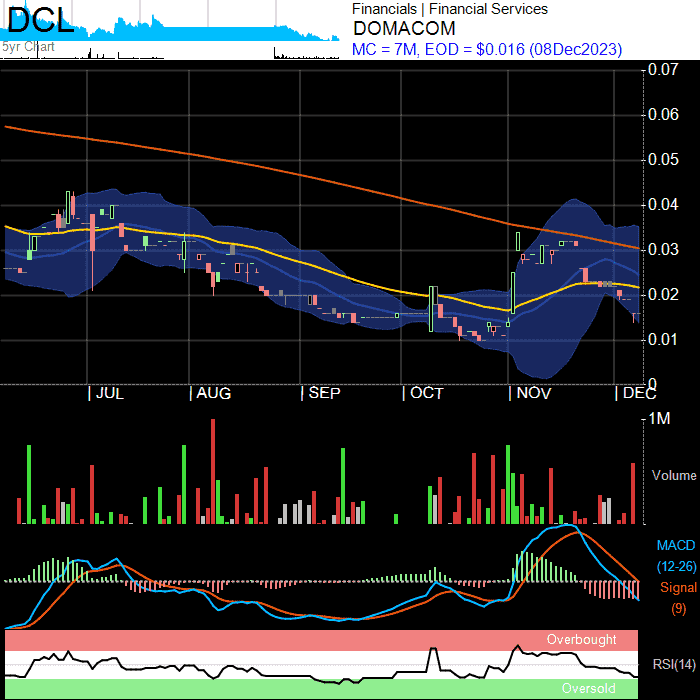 DCL
5yr Chart
Financials | Financial Services
DOMACOM
MC = 7M, EOD = $0.016 (08Dec2023)
0.07
0.06
0.05
0.04
0.03
0.02
0.01
0
| JUL | AUG | SEP | OCT | NOV | DEC
1M
Volume
MACD
(12-26)
Signal
(9)
Overbought
RSI(14)
Oversold